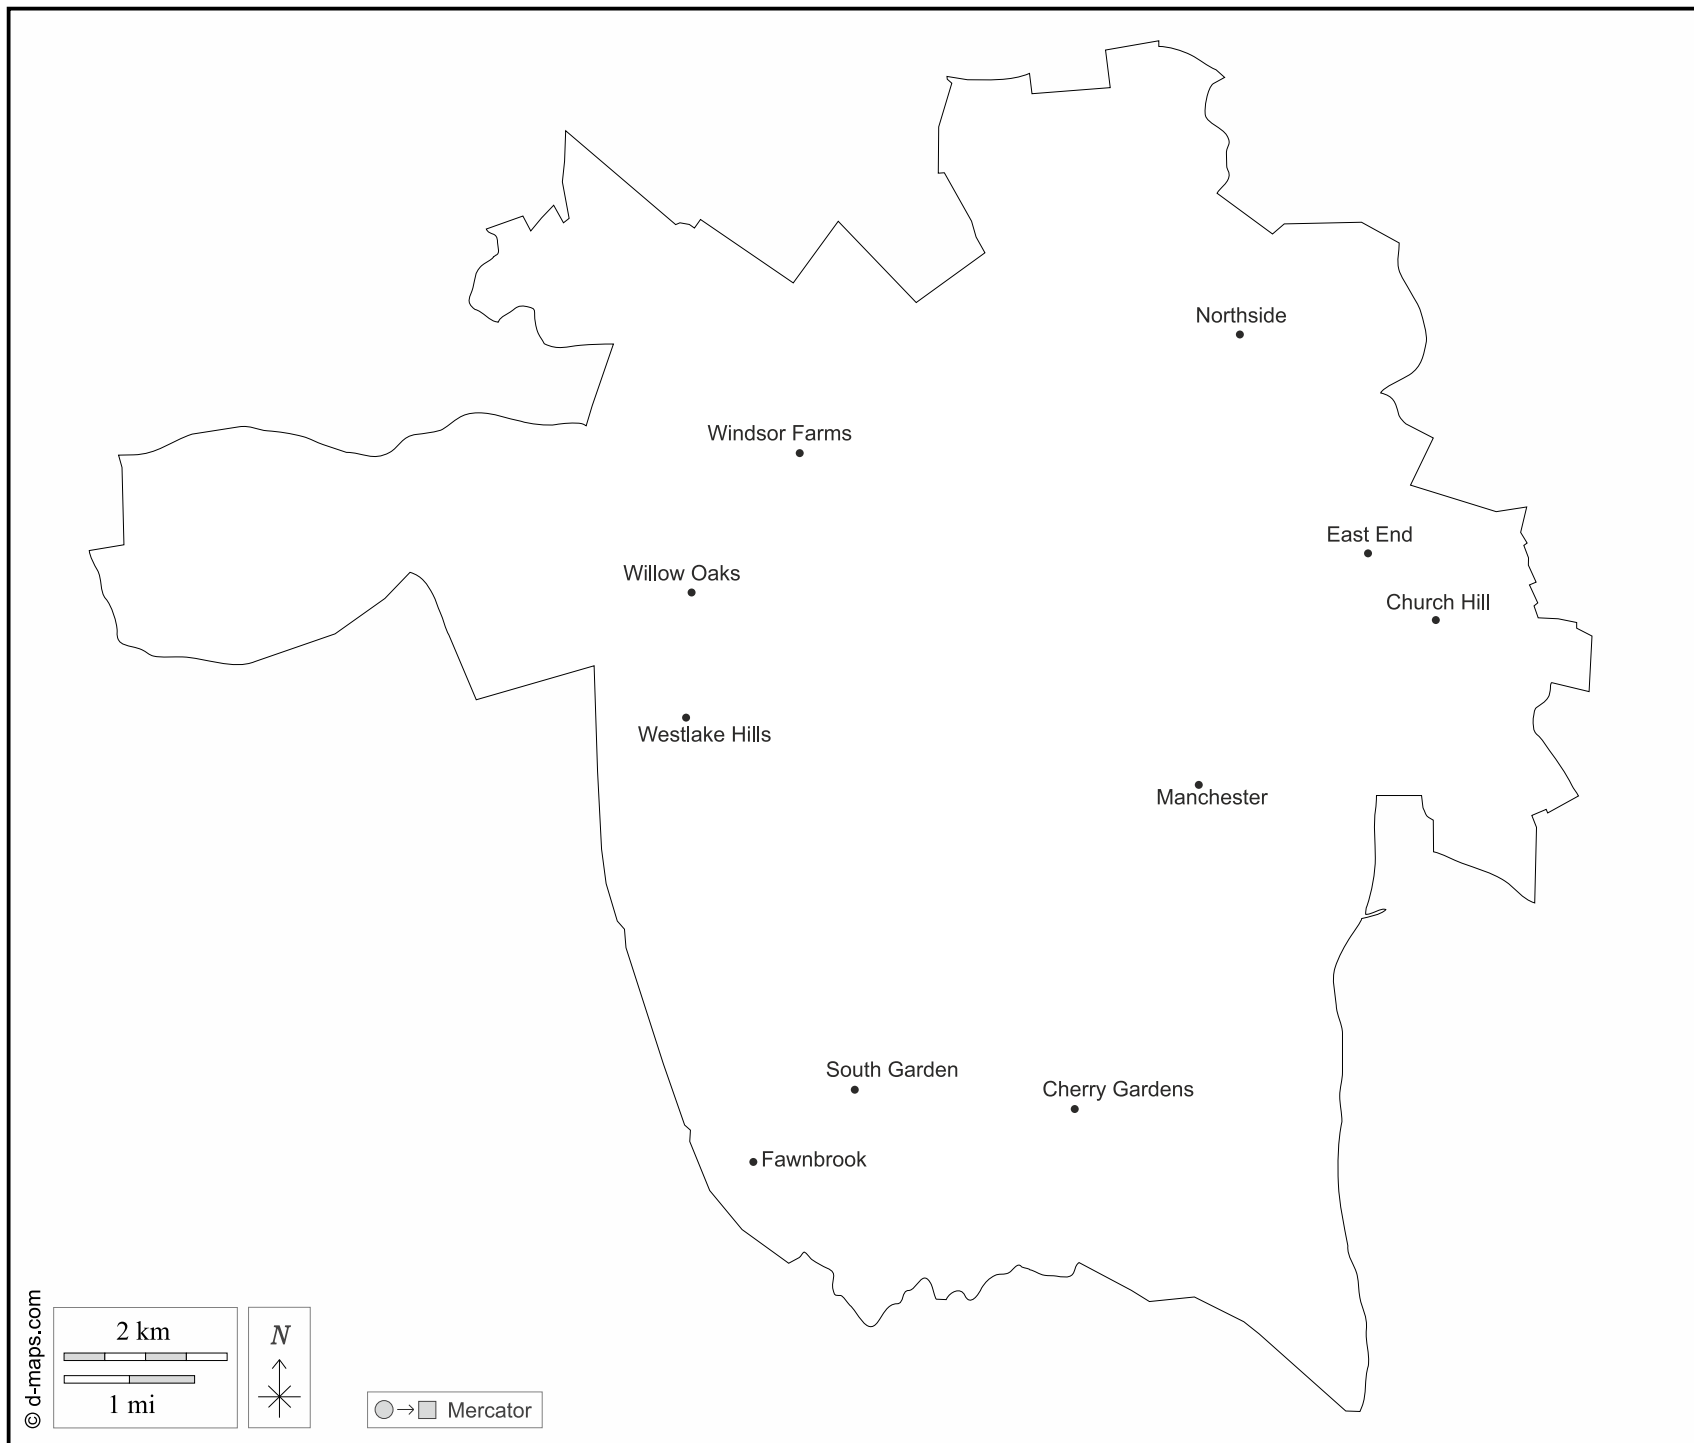 Northside
Windsor Farms
East End
Willow Oaks
Church Hill
Westlake Hills
Manchester
South Garden
Cherry Gardens
Fawnbrook
© d-maps.com
2 km
1 mi
N
Mercator